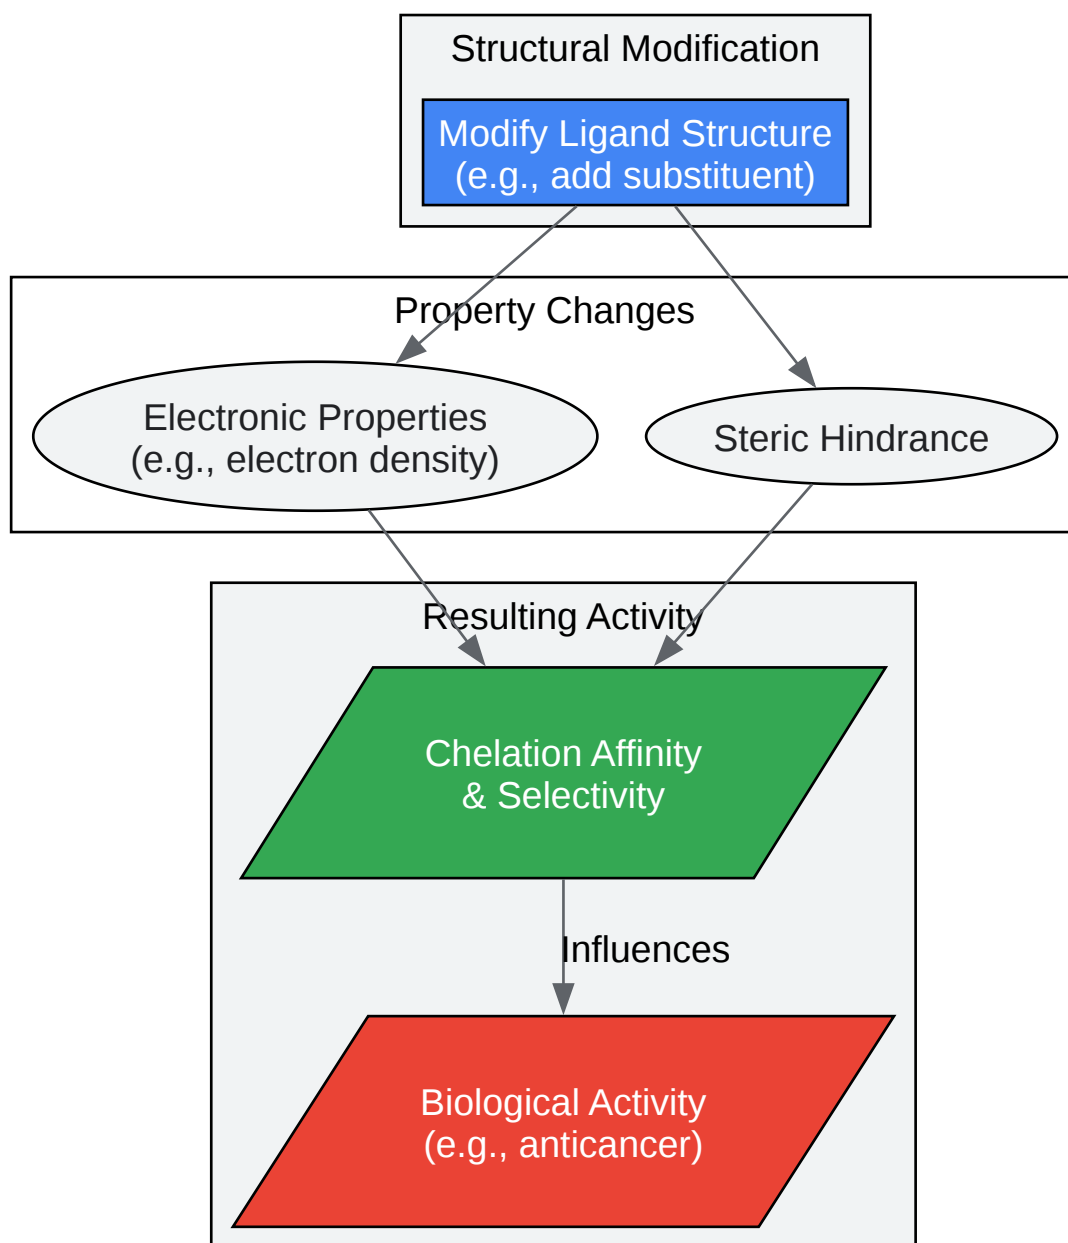 Structural Modification
Modify Ligand Structure
(e.g., add substituent)
Property Changes
Electronic Properties
(e.g., electron density)
Steric Hindrance
Resulting Activity
Chelation Affinity
& Selectivity
Influences
Biological Activity
(e.g., anticancer)